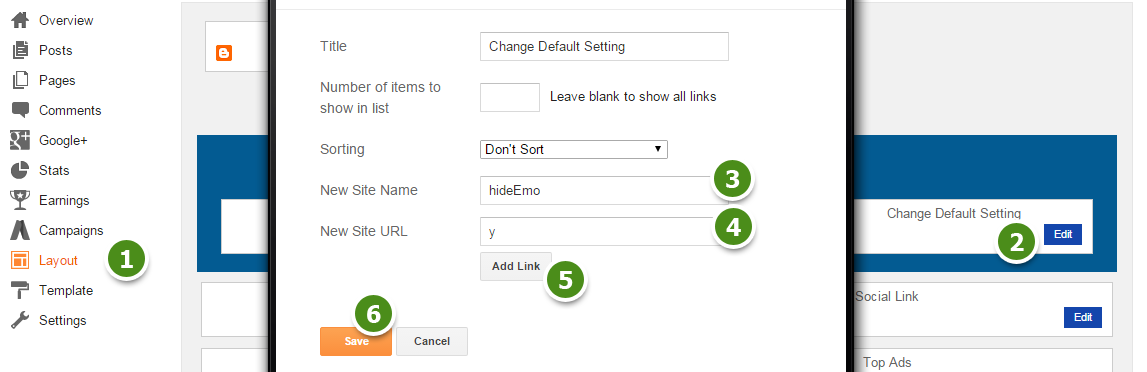 Overview
Posts
Pages
Comments
Google+
Stats
Earnings
Campaigns
1
Layout
Template
Settings
Title
Change Default Setting
Number of items to
show in list
Leave blank to show all links
Sorting
Don't Sort
New Site Name
hideEmo
3
New Site URL
y
4
Add Link
5
6
Save
Cancel
Change Default Setting
2
Edit
Social Link
Edit
Top Ads